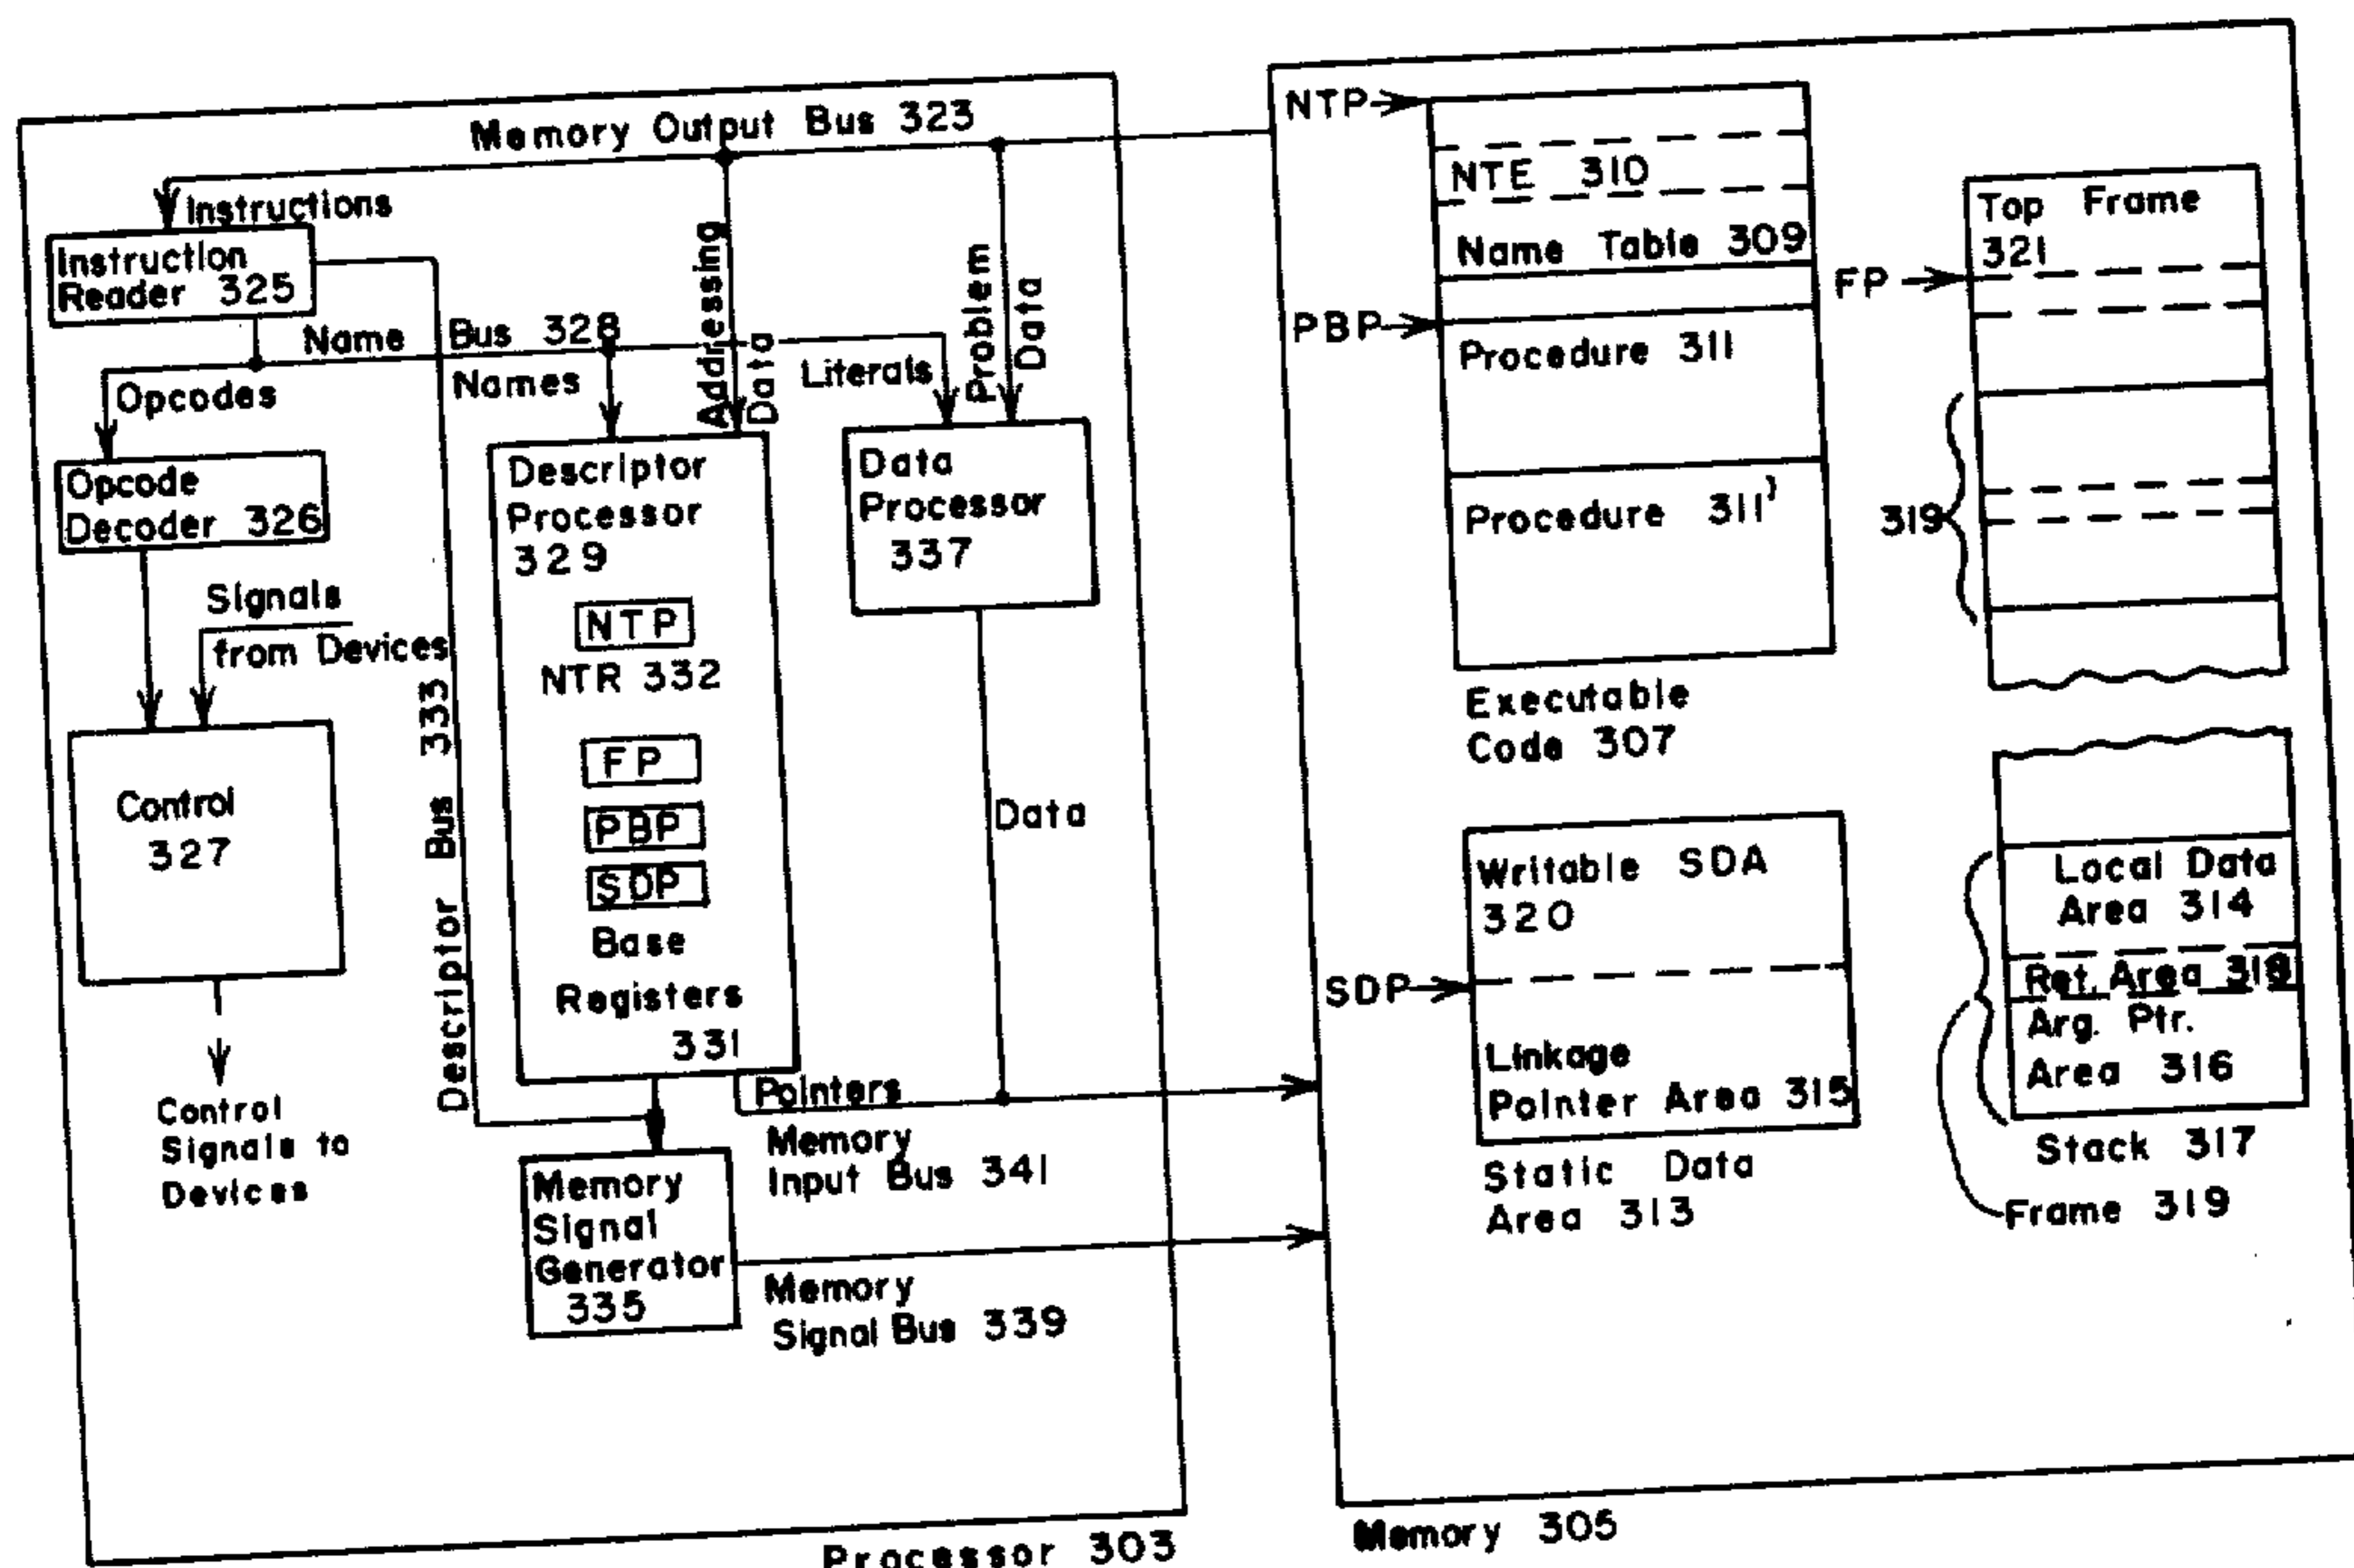 Memory Output Bus 323
Instructions
Instruction
Reader 325
Name Bus 328
Opcodes
Names
Addressing
Data
Literals
Problem
Data
Opcode
Decoder 326
Signals
from Devices
Control
327
Control
Signals to
Devices
Descriptor Bus 333
Descriptor
Processor
329
NTP
NTR 332
FP
PBP
SDP
Base
Registers
331
Data
Processor
337
Data
Pointers
Memory
Input Bus 341
Memory
Signal
Generator
335
Memory
Signal Bus 339
Processor 303
NTP
NTE 310
Name Table 309
PBP
Procedure 311
Procedure 311'
Executable
Code 307
Writable SDA
320
SDP
Linkage
Pointer Area 315
Static Data
Area 313
Top Frame
321
FP
319
Local Data
Area 314
Ret. Area 318
Arg. Ptr.
Area 316
Stack 317
Frame 319
Memory 305